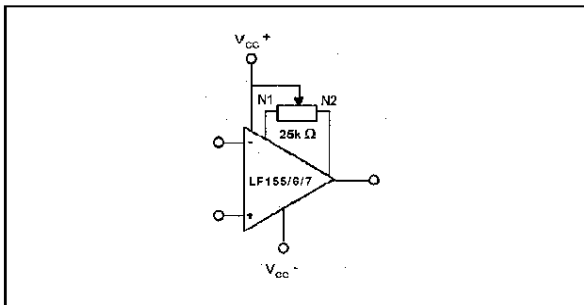 VCC +
N1 N2
25k Ω
-
LF155/6/7
+
VCC -